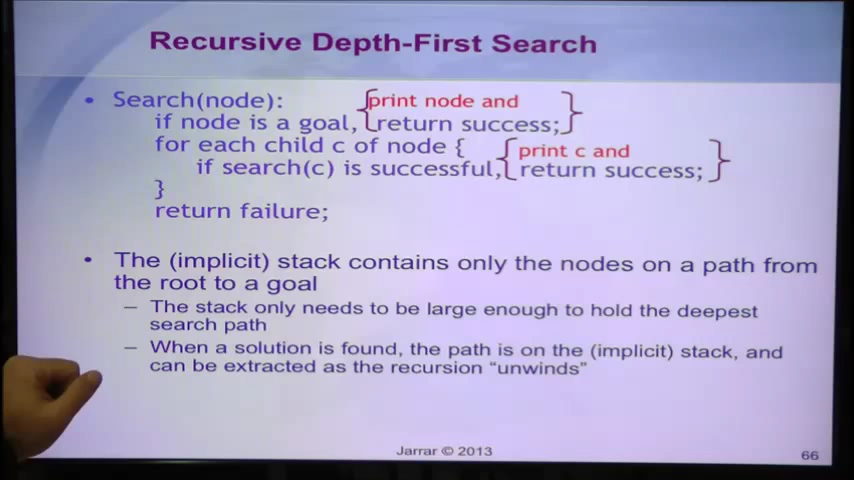 Recursive Depth-First Search
• Search(node): print node and
if node is a goal, return success;
for each child c of node { print c and
if search(c) is successful, return success;
}
return failure;
• The (implicit) stack contains only the nodes on a path from
the root to a goal
– The stack only needs to be large enough to hold the deepest
search path
– When a solution is found, the path is on the (implicit) stack, and
can be extracted as the recursion “unwinds”
Jarrar © 2013
66